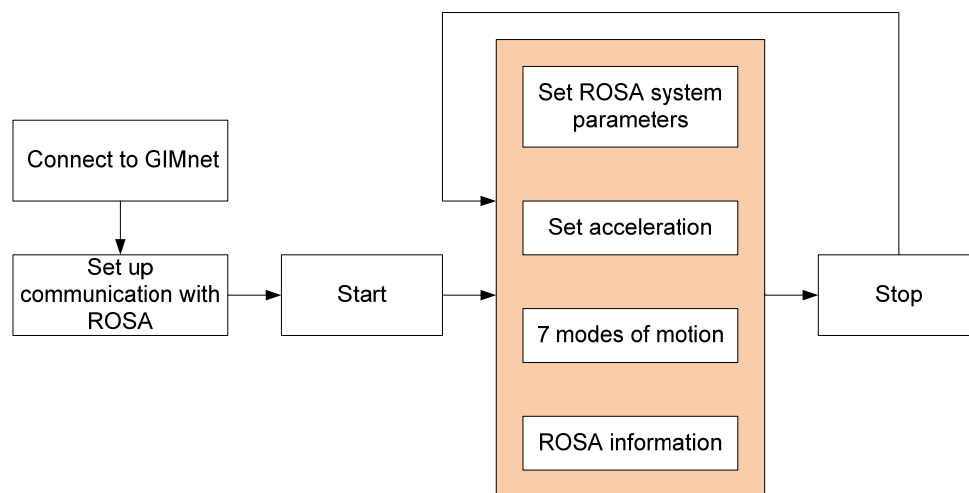 Connect to GIMnet
Set up
communication with
ROSA
Start
Set ROSA system
parameters
Set acceleration
7 modes of motion
ROSA information
Stop